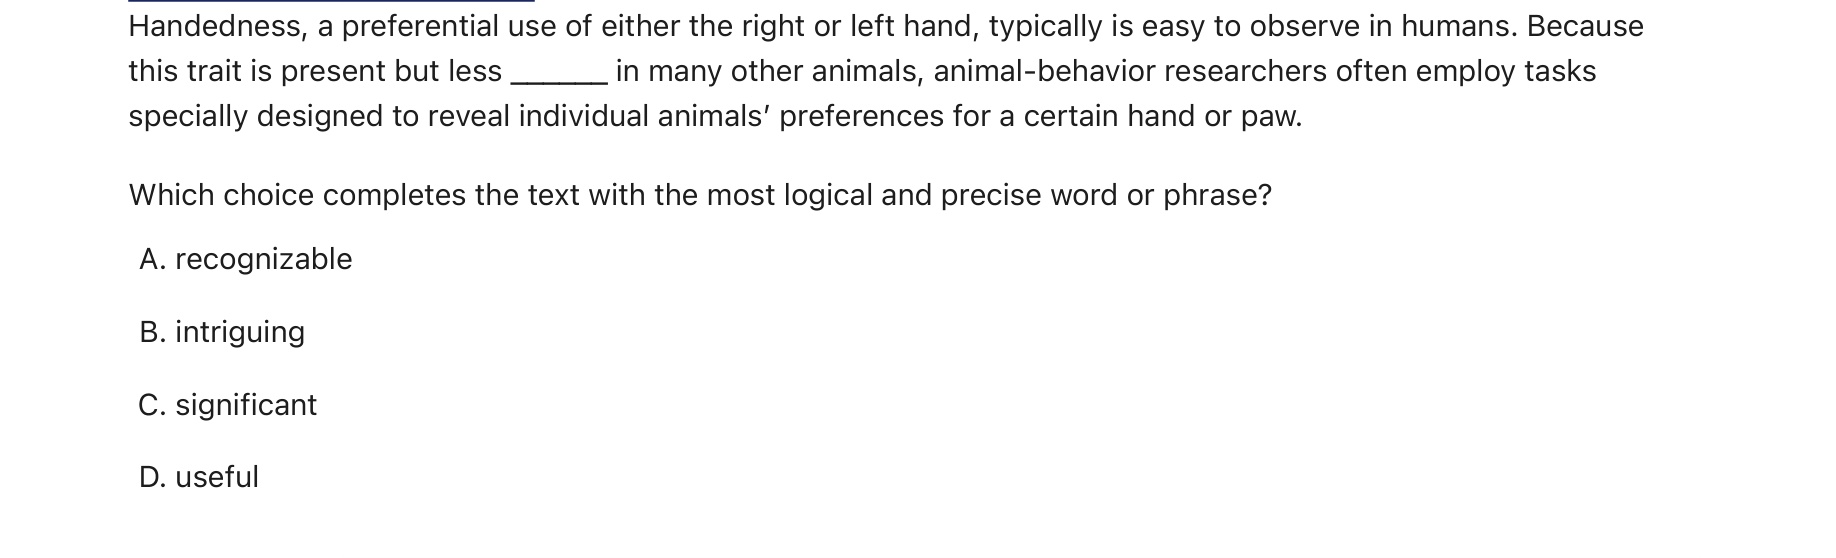 Handedness, a preferential use of either the right or left hand, typically is easy to observe in humans. Because
this trait is present but less ______ in many other animals, animal-behavior researchers often employ tasks
specially designed to reveal individual animals’ preferences for a certain hand or paw.
Which choice completes the text with the most logical and precise word or phrase?
A. recognizable
B. intriguing
C. significant
D. useful